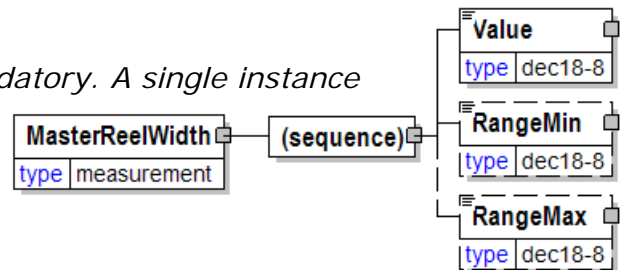 Value
type dec18-8
datory. A single instance
RangeMin
MasterReelWidth
(sequence)
type dec18-8
type measurement
RangeMax
type dec18-8